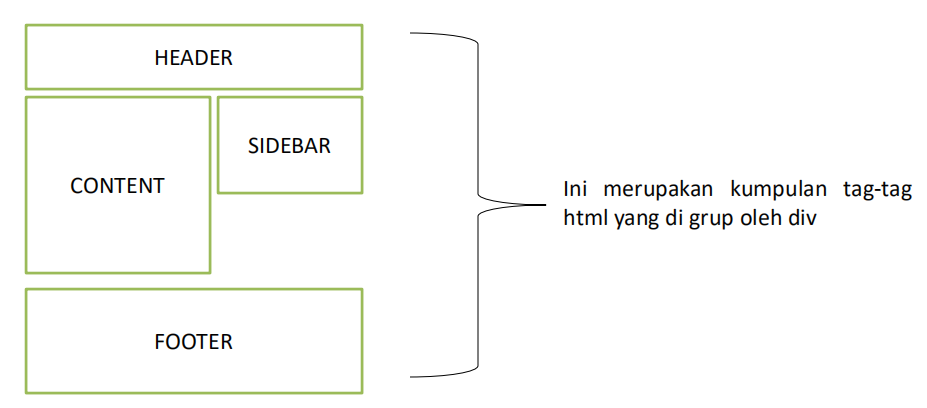 HEADER
SIDEBAR
CONTENT
FOOTER
Ini merupakan kumpulan tag-tag
html yang di grup oleh div